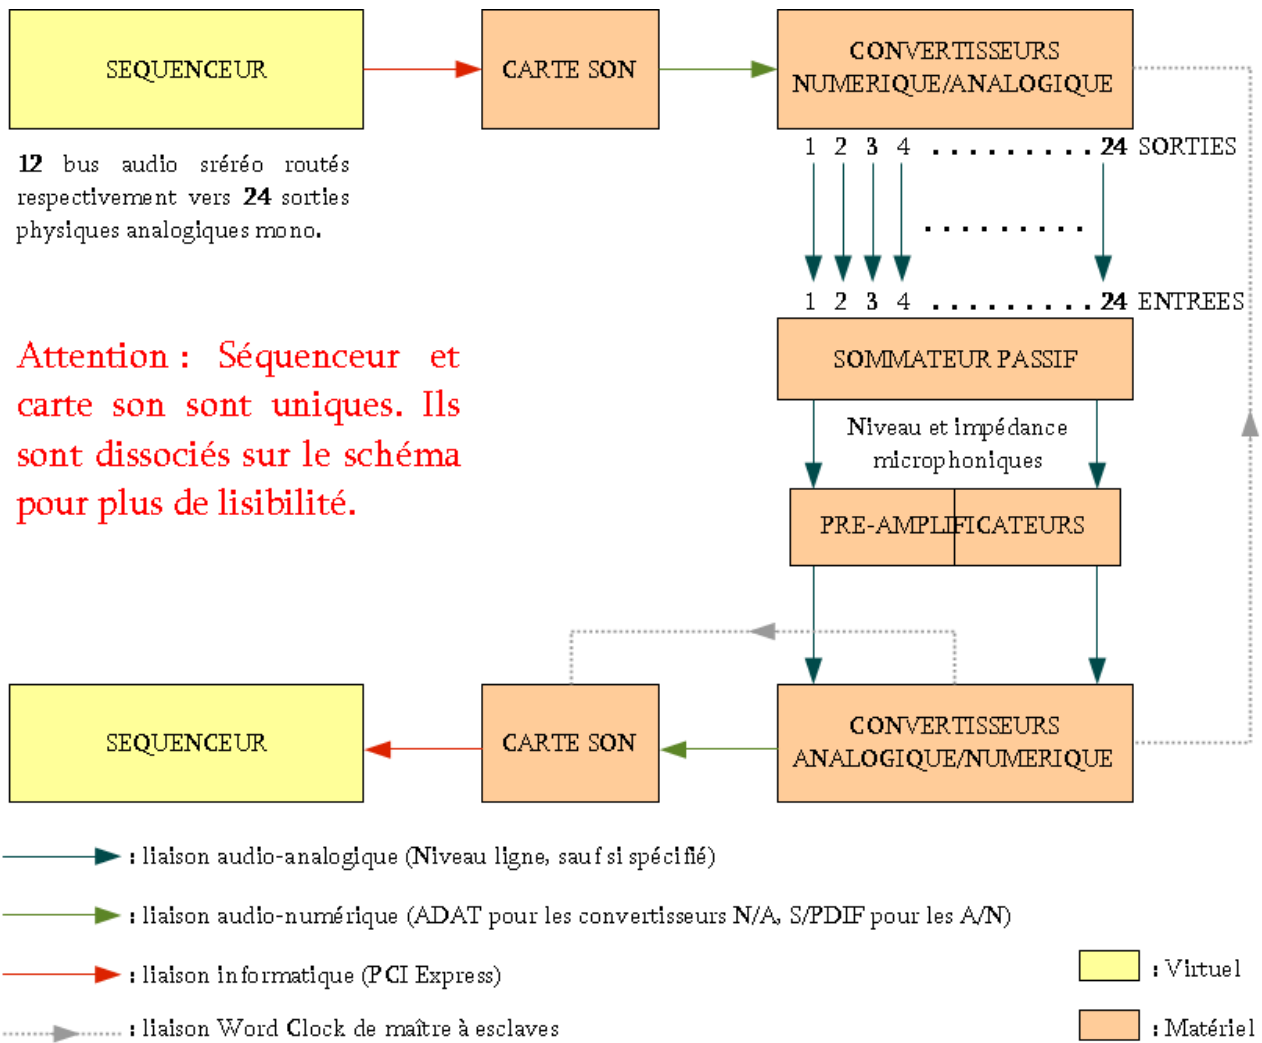 SEQUENCEUR
CARTE SON
CONVERTISSEURS
NUMERIQUE/ANALOGIQUE
1 2 3 4 . . . . . . . . . 24 SORTIES
12 bus audio sréréo routés
respectivement vers 24 sorties
physiques analogiques mono.
. . . . . . . . .
1 2 3 4 . . . . . . . . . 24 ENTREES
SOMMATEUR PASSIF
Attention : Séquenceur et
carte son sont uniques. Ils
sont dissociés sur le schéma
pour plus de lisibilité.
Niveau et impédance
microphoniques
PRE-AMPLIFICATEURS
SEQUENCEUR
CARTE SON
CONVERTISSEURS
ANALOGIQUE/NUMERIQUE
: liaison audio-analogique (Niveau ligne, sauf si spécifié)
: liaison audio-numérique (ADAT pour les convertisseurs N/A, S/PDIF pour les A/N)
: liaison informatique (PCI Express)
: Virtuel
: liaison Word Clock de maître à esclaves
: Matériel